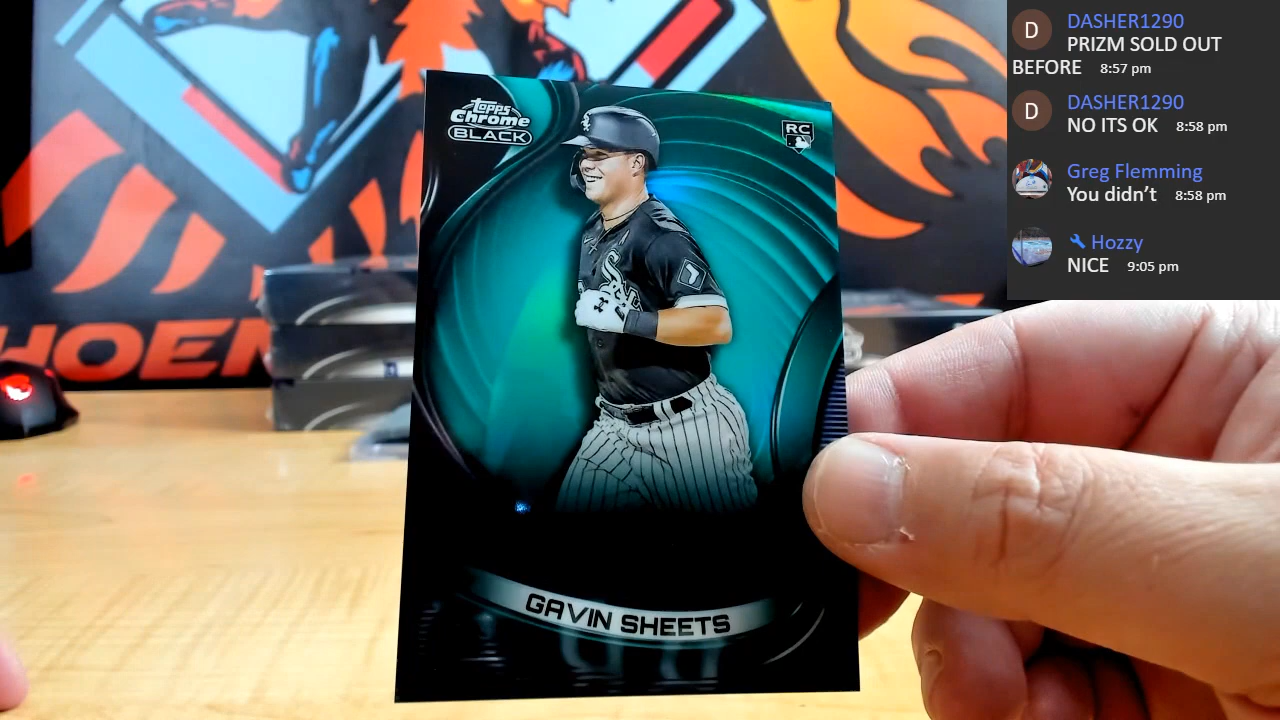 Topps
Chrome
BLACK
RC
Sox
GAVIN SHEETS
HOEN
D DASHER1290
PRIZM SOLD OUT
BEFORE 8:57 pm
D DASHER1290
NO ITS OK 8:58 pm
Greg Flemming
You didn't 8:58 pm
Hozzy
NICE 9:05 pm